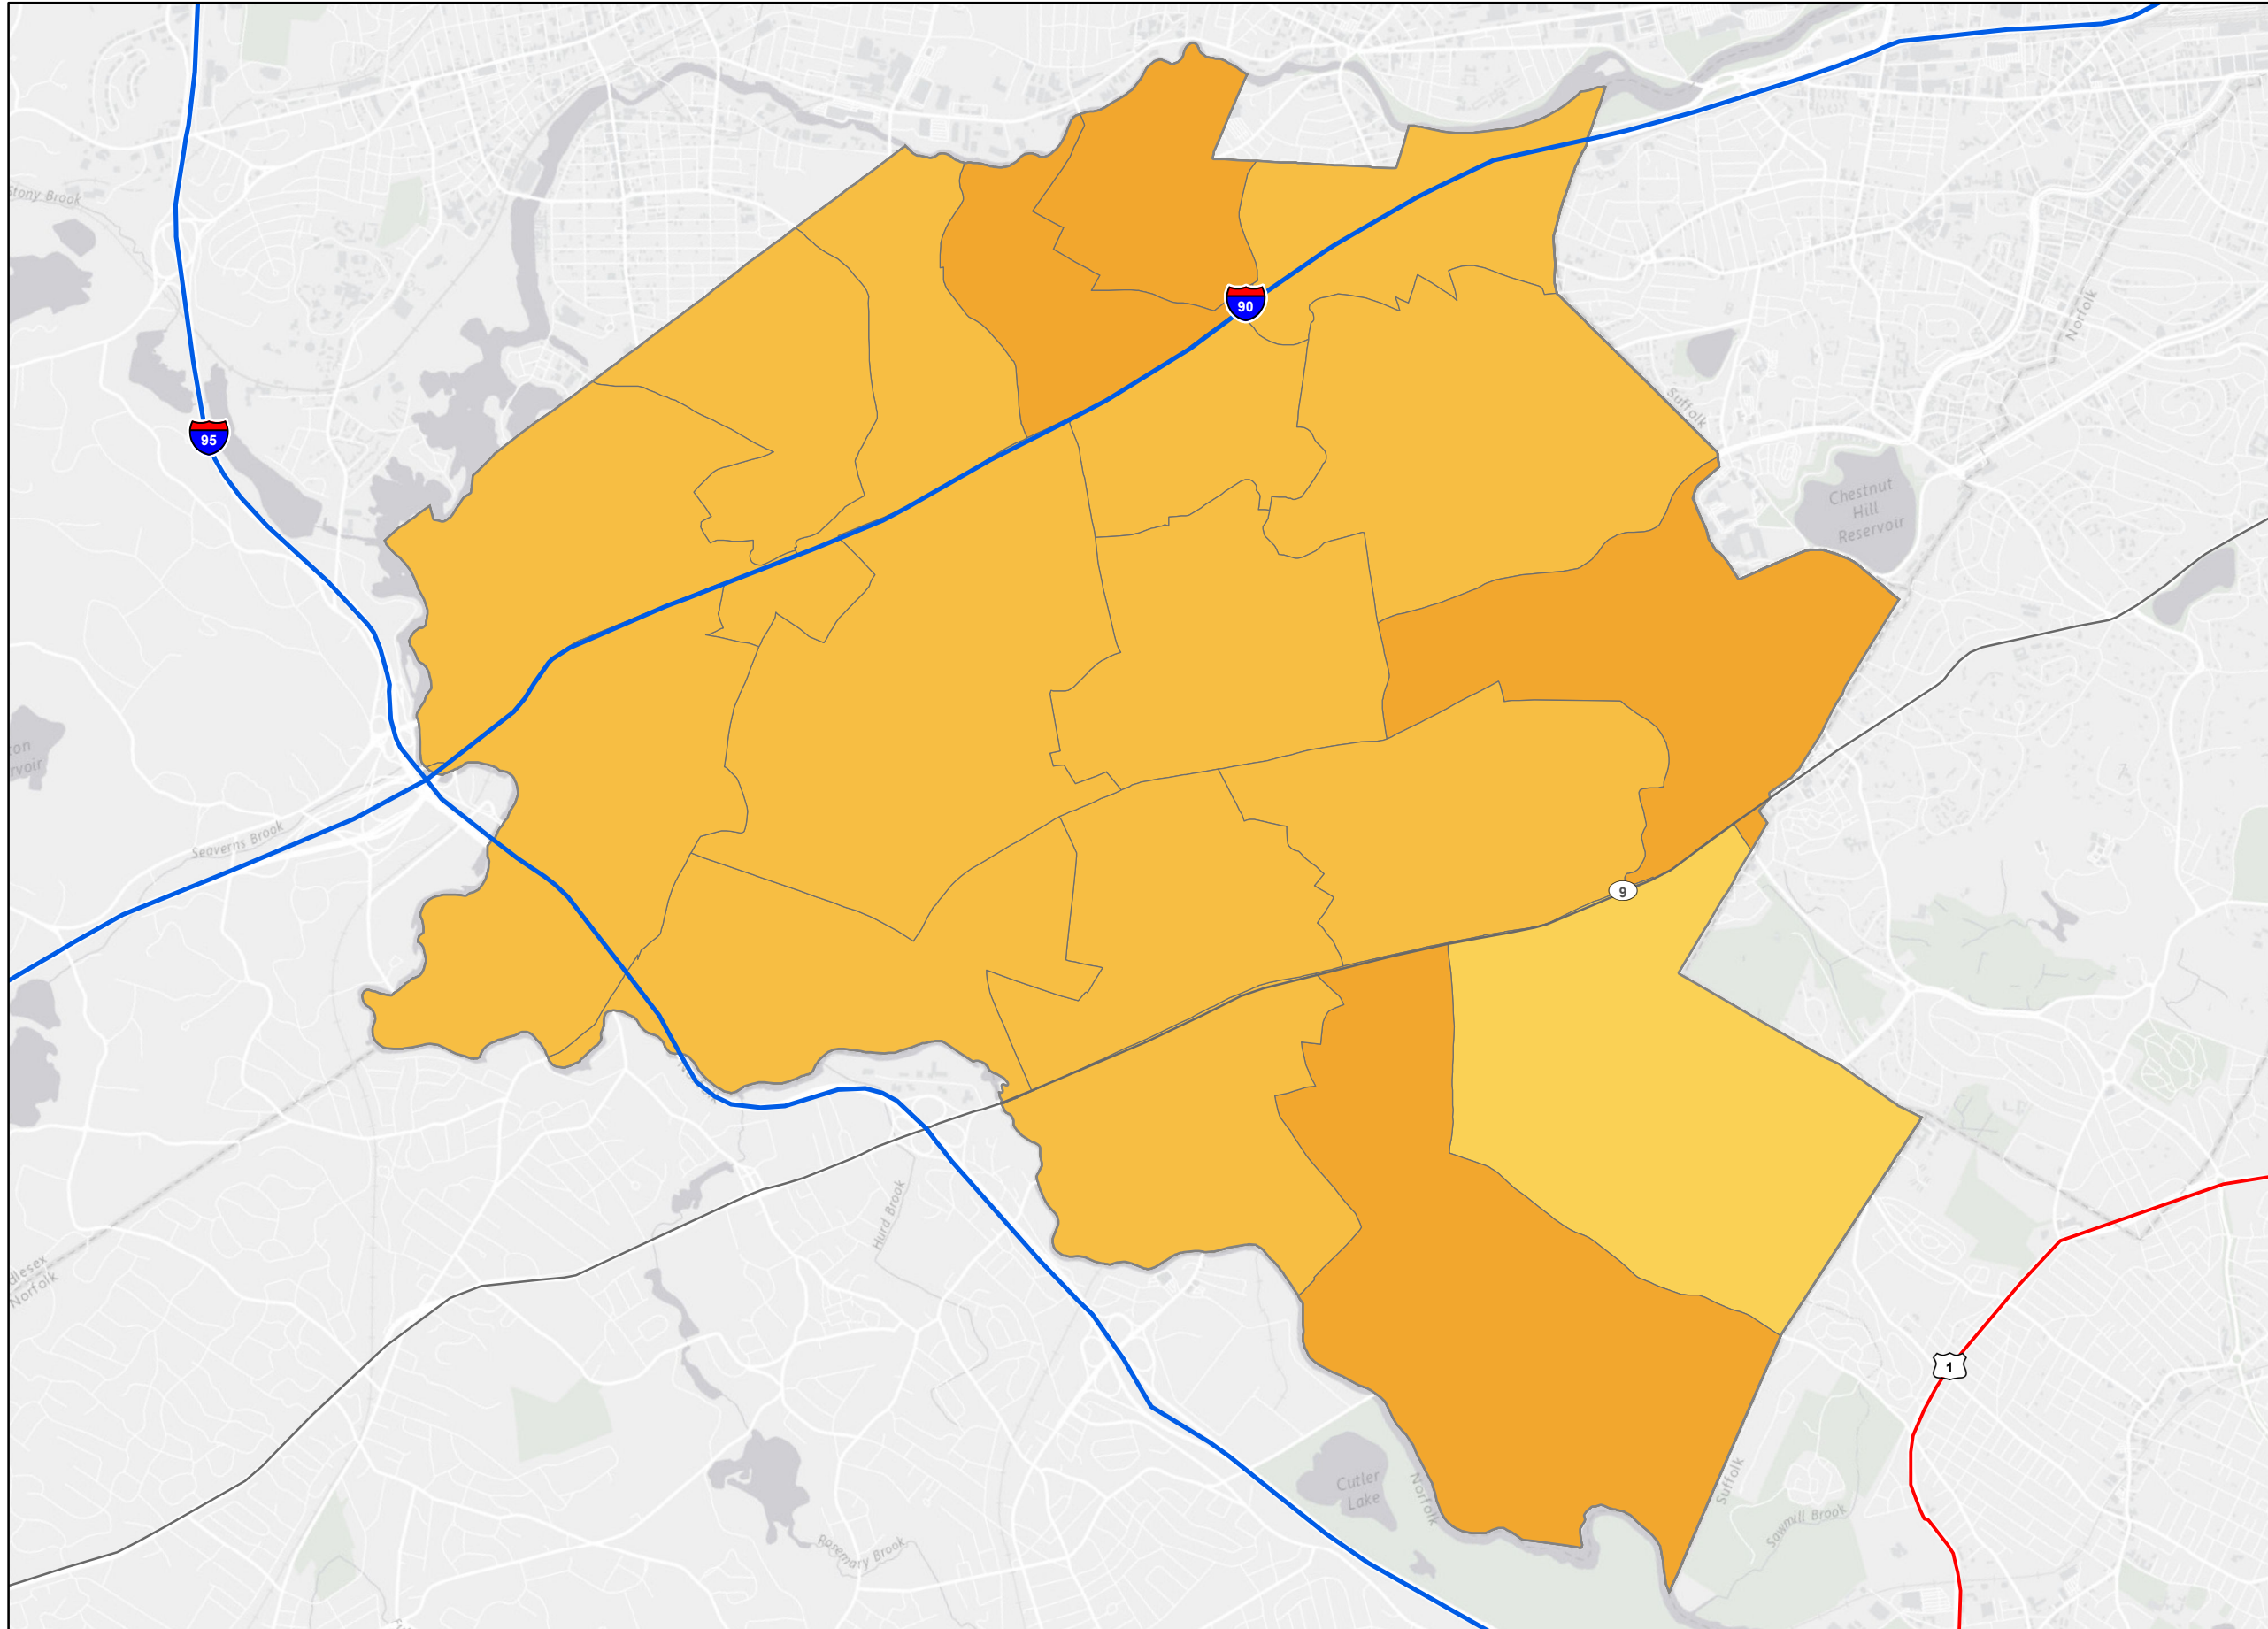 Stony Brook
90
Norfolk
Suffolk
95
Chestnut
Hill
Reservoir
Seaverns Brook
9
Hurd Brook
Norfolk
1
Cutler
Lake
Norfolk
Suffolk
Sawmill Brook
Rosemary Brook